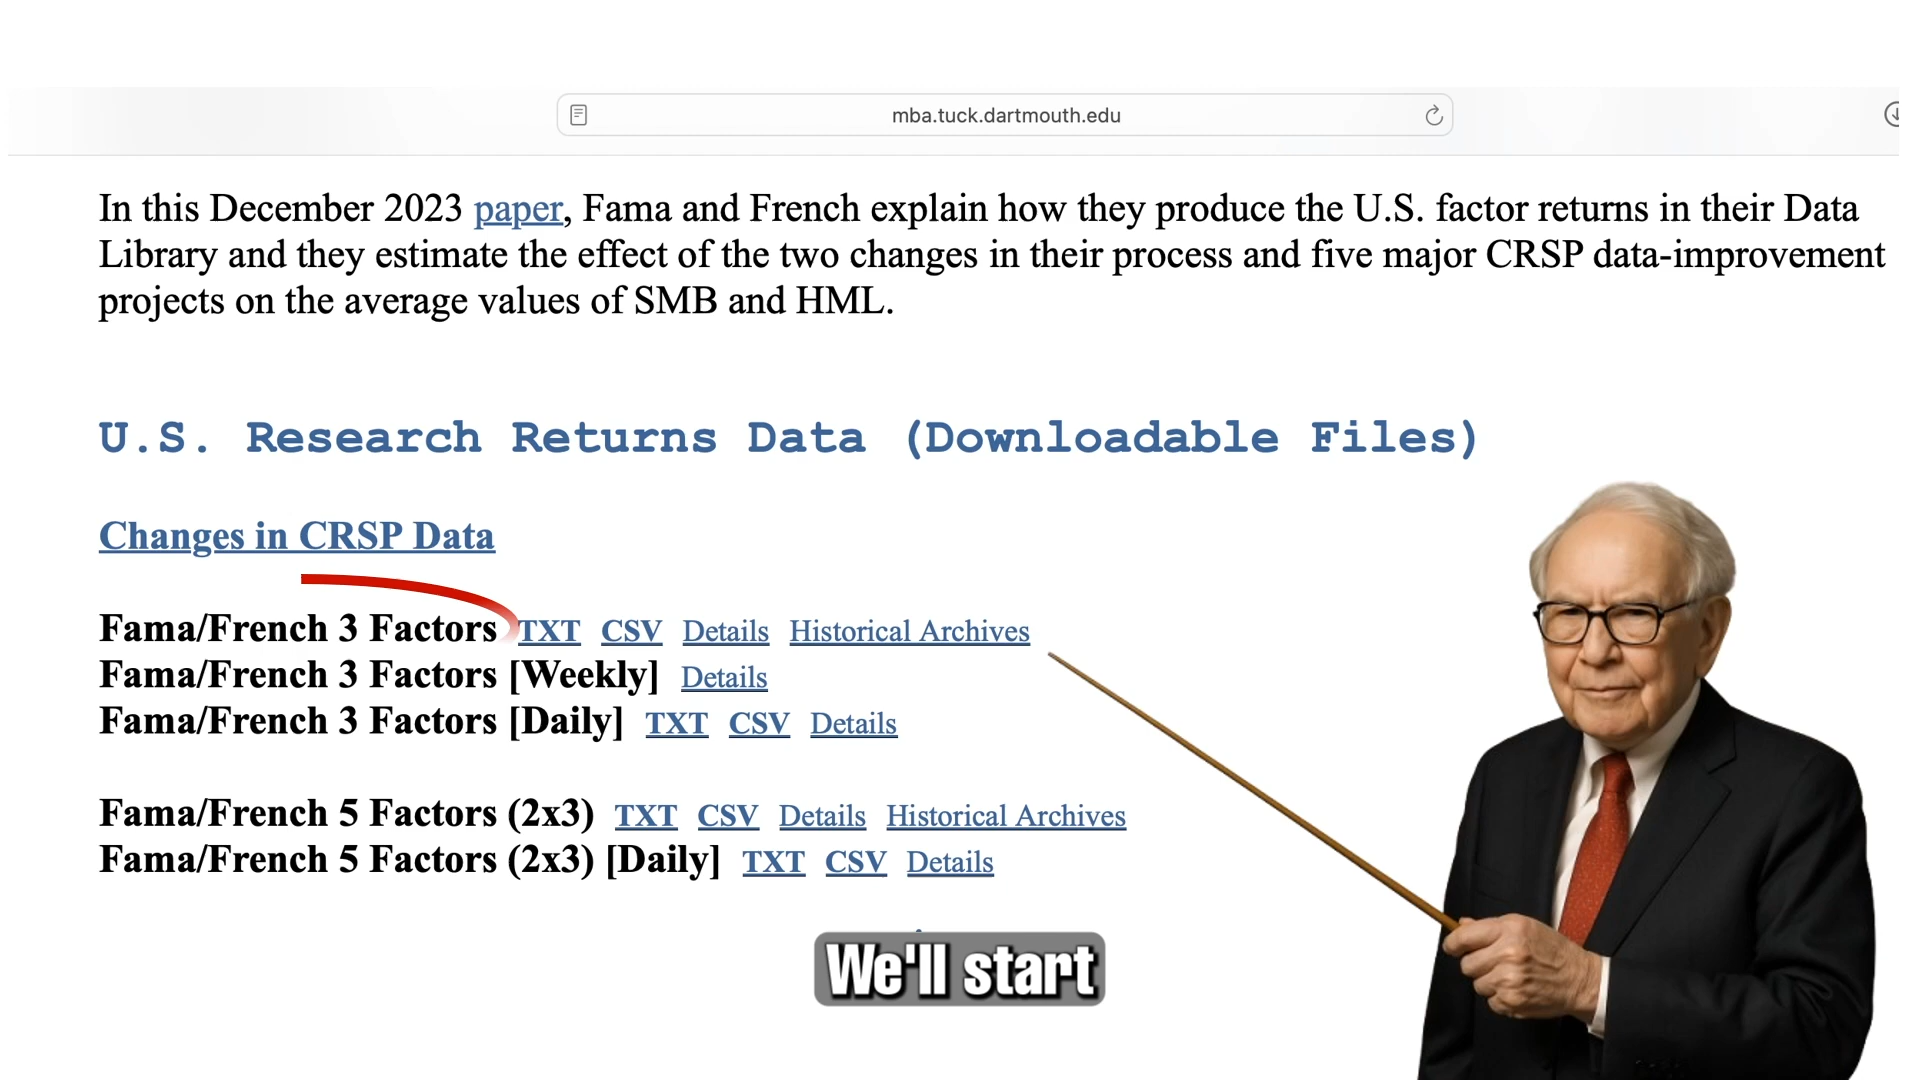 mba.tuck.dartmouth.edu
In this December 2023 paper, Fama and French explain how they produce the U.S. factor returns in their Data
Library and they estimate the effect of the two changes in their process and five major CRSP data-improvement
projects on the average values of SMB and HML.
U.S. Research Returns Data (Downloadable Files)
Changes in CRSP Data
Fama/French 3 Factors TXT CSV Details Historical Archives
Fama/French 3 Factors [Weekly] Details
Fama/French 3 Factors [Daily] TXT CSV Details
Fama/French 5 Factors (2x3) TXT CSV Details Historical Archives
Fama/French 5 Factors (2x3) [Daily] TXT CSV Details
We'll start